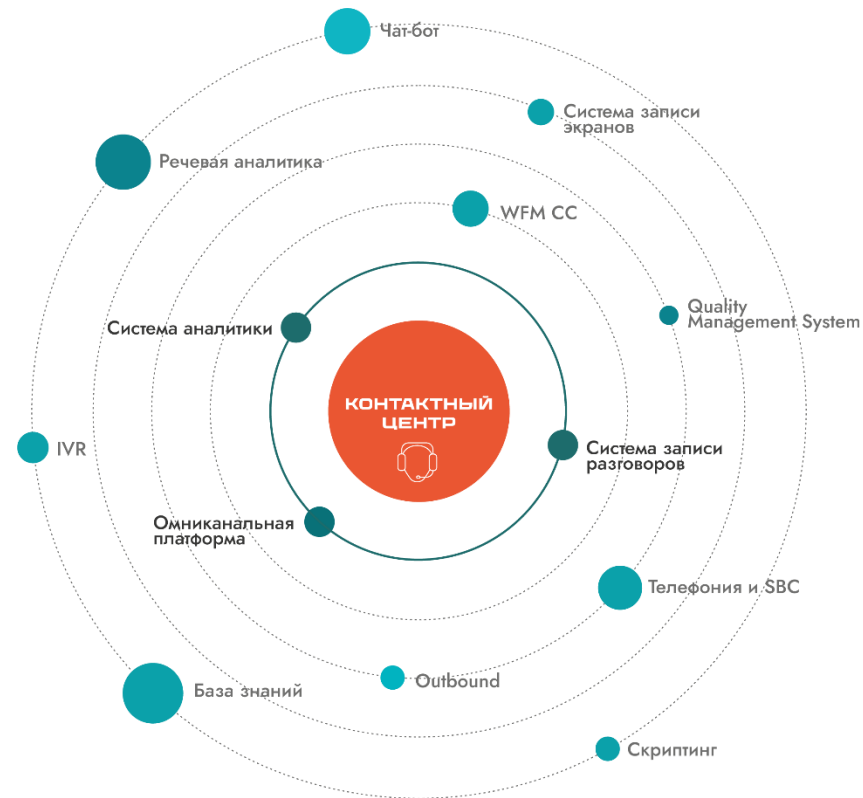 Чат-бот
Система записи
экранов
Речевая аналитика
WFM CC
Quality
Management System
Система аналитики
КОНТАКТНЫЙ
ЦЕНТР
IVR
Система записи
разговоров
Омниканальная
платформа
Телефония и SBC
База знаний
Outbound
Скриптинг